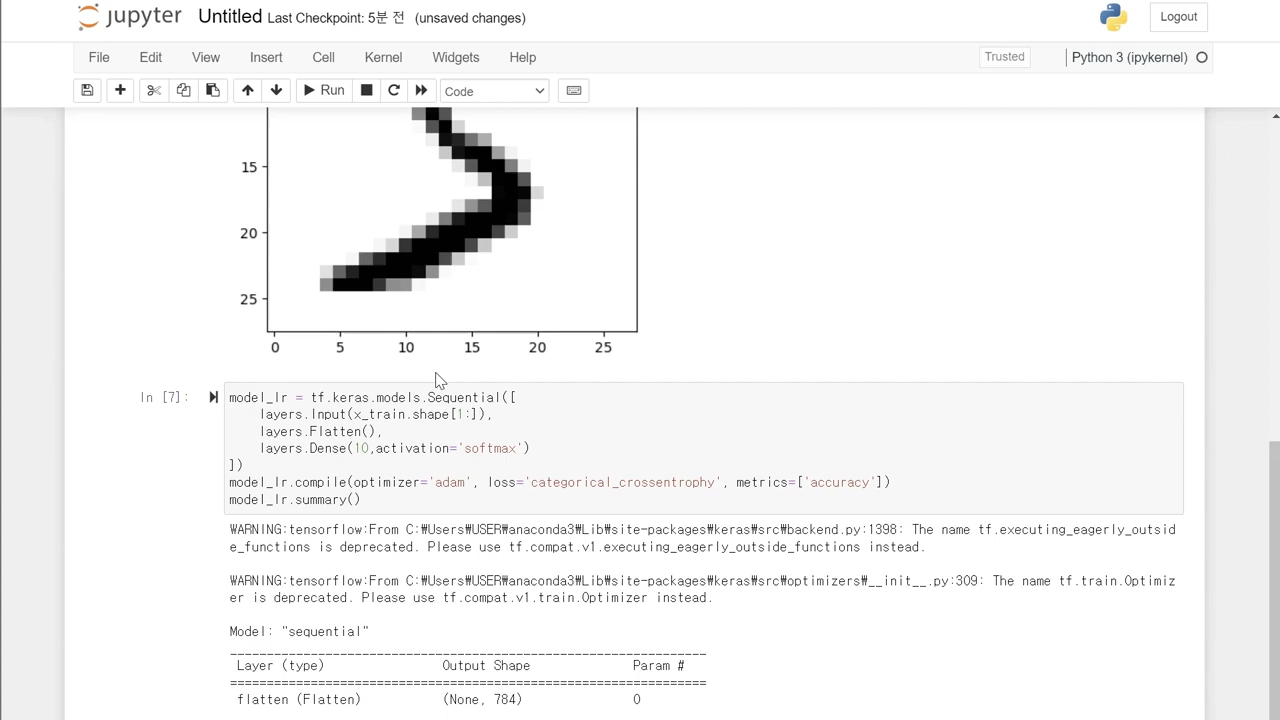 jupyter Untitled Last Checkpoint: 5분 전 (unsaved changes) Logout
File Edit View Insert Cell Kernel Widgets Help Trusted Python 3 (ipykernel)
Run Code
15
20
25
0 5 10 15 20 25
In [7]: model_lr = tf.keras.models.Sequential([
layers.Input(x_train.shape[1:]),
layers.Flatten(),
layers.Dense(10,activation='softmax')
])
model_lr.compile(optimizer='adam', loss='categorical_crossentrophy', metrics=['accuracy'])
model_lr.summary()
WARNING:tensorflow:From C:₩Users₩USER₩anaconda3₩Lib₩site-packages₩keras₩src₩backend.py:1398: The name tf.executing_eagerly_outsid
e_functions is deprecated. Please use tf.compat.v1.executing_eagerly_outside_functions instead.
WARNING:tensorflow:From C:₩Users₩USER₩anaconda3₩Lib₩site-packages₩keras₩src₩optimizers₩__init__.py:309: The name tf.train.Optimiz
er is deprecated. Please use tf.compat.v1.train.Optimizer instead.
Model: "sequential"
_________________________________________________________________
Layer (type) Output Shape Param #
=================================================================
flatten (Flatten) (None, 784) 0